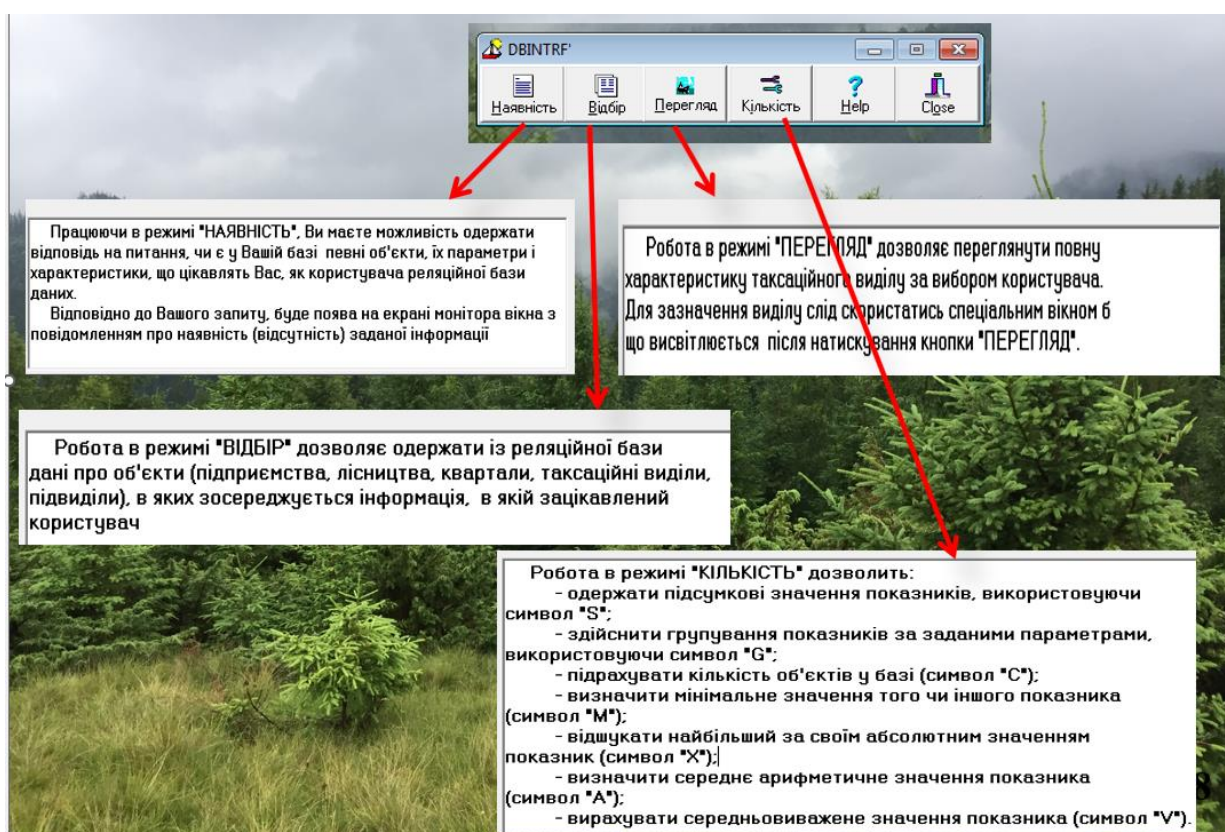 DBINTRF'
Наявність Відбір Перегляд Кількість Help Close
Працюючи в режимі "НАЯВНІСТЬ", Ви маєте можливість одержати
відповідь на питання, чи є у Вашій базі певні об'єкти, їх параметри і
характеристики, що цікавлять Вас, як користувача реляційної бази
даних.
Відповідно до Вашого запиту, буде поява на екрані монітора вікна з
повідомленням про наявність (відсутність) заданої інформації
Робота в режимі "ПЕРЕГЛЯД" дозволяє переглянути повну
характеристику таксаційного виділу за вибором користувача.
Для зазначення виділу слід скористатись спеціальним вікном б
що висвітлюється після натискування кнопки "ПЕРЕГЛЯД".
Робота в режимі "ВІДБІР" дозволяє одержати із реляційної бази
дані про об'єкти (підприємства, лісництва, квартали, таксаційні виділи,
підвиділи), в яких зосереджується інформація, в якій зацікавлений
користувач
Робота в режимі "КІЛЬКІСТЬ" дозволить:
- одержати підсумкові значення показників, використовуючи
символ "S";
- здійснити групування показників за заданими параметрами,
використовуючи символ "G";
- підрахувати кількість об'єктів у базі (символ "C");
- визначити мінімальне значення того чи іншого показника
(символ "M");
- відшукати найбільший за своїм абсолютним значенням
показник (символ "X");
- визначити середнє арифметичне значення показника
(символ "A");
- вирахувати середньовиважене значення показника (символ "V").
8